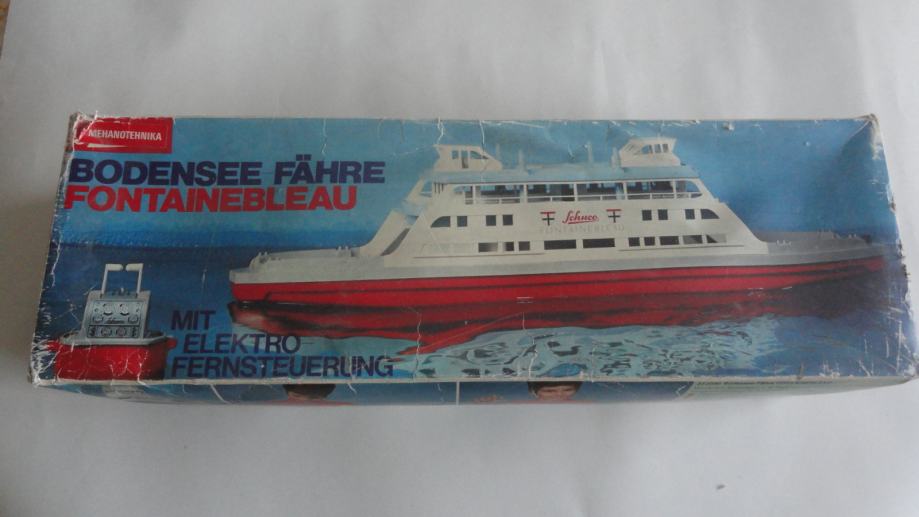 MEHANOTEHNIKA
BODENSEE FÄHRE
FONTAINEBLEAU
Schuco
FONTAINEBLEAU
MIT
ELEKTRO-
FERNSTEUERUNG